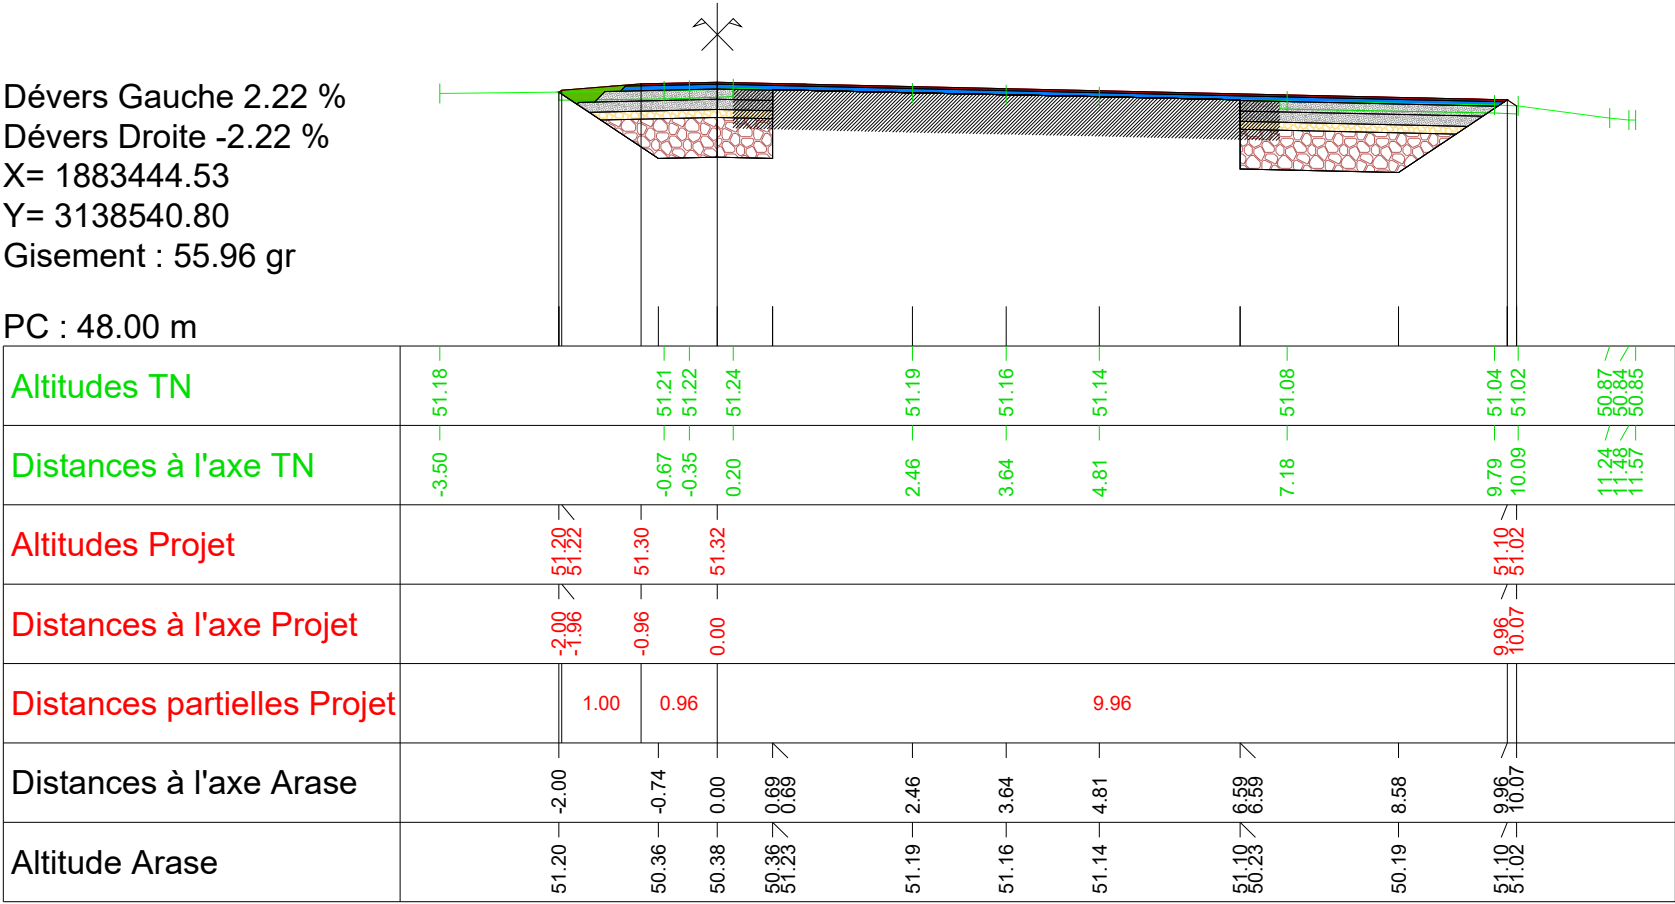 Dévers Gauche 2.22 %
Dévers Droite -2.22 %
X= 1883444.53
Y= 3138540.80
Gisement : 55.96 gr
PC : 48.00 m
Altitudes TN 51.18 51.21 51.22 51.24 51.19 51.16 51.14 51.08 51.04 51.02 50.87 50.84 50.85
Distances à l'axe TN -3.50 -0.67 -0.35 0.20 2.46 3.64 4.81 7.18 9.79 10.09 11.24 11.48 11.57
Altitudes Projet 51.20 51.22 51.30 51.32 51.10 51.02
Distances à l'axe Projet -2.00 -1.96 -0.96 0.00 9.96 10.07
Distances partielles Projet 1.00 0.96 9.96
Distances à l'axe Arase -2.00 -0.74 0.00 0.69 0.69 2.46 3.64 4.81 6.59 6.59 8.58 9.96 10.07
Altitude Arase 51.20 50.36 50.38 50.36 51.23 51.19 51.16 51.14 51.10 50.23 50.19 51.10 51.02